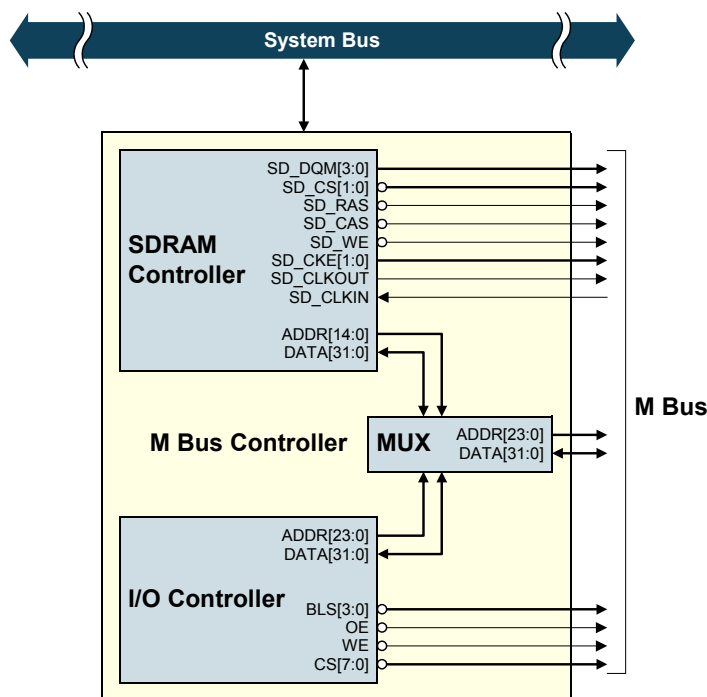 System Bus
SD_DQM[3:0]
SD_CS[1:0]
SD_RAS
SD_CAS
SD_WE
SD_CKE[1:0]
SD_CLKOUT
SD_CLKIN
SDRAM
Controller
ADDR[14:0]
DATA[31:0]
M Bus
M Bus Controller
MUX
ADDR[23:0]
DATA[31:0]
ADDR[23:0]
DATA[31:0]
I/O Controller
BLS[3:0]
OE
WE
CS[7:0]